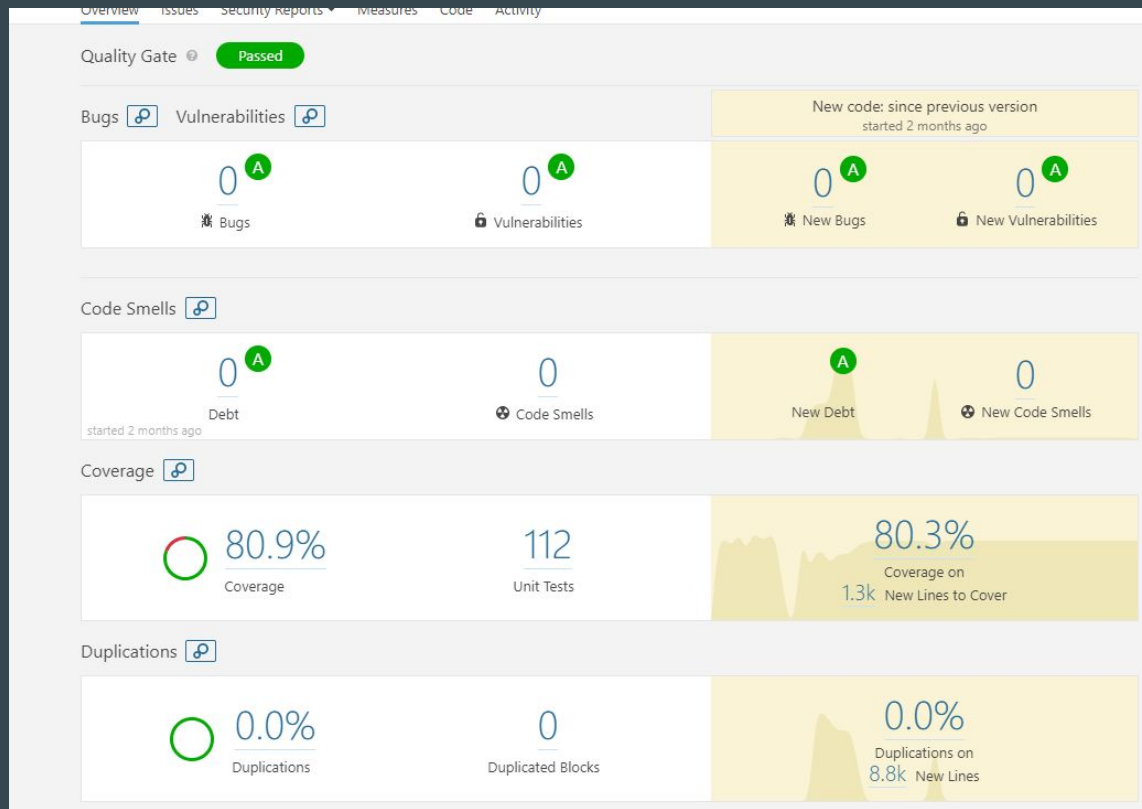 Overview Issues Security Reports Measures Code Activity
Quality Gate ? Passed
Bugs Vulnerabilities
New code: since previous version
started 2 months ago
0 A
Bugs
0 A
Vulnerabilities
0 A
New Bugs
0 A
New Vulnerabilities
Code Smells
0 A
Debt
started 2 months ago
0
Code Smells
A
New Debt
0
New Code Smells
Coverage
80.9%
Coverage
112
Unit Tests
80.3%
Coverage on
1.3k New Lines to Cover
Duplications
0.0%
Duplications
0
Duplicated Blocks
0.0%
Duplications on
8.8k New Lines